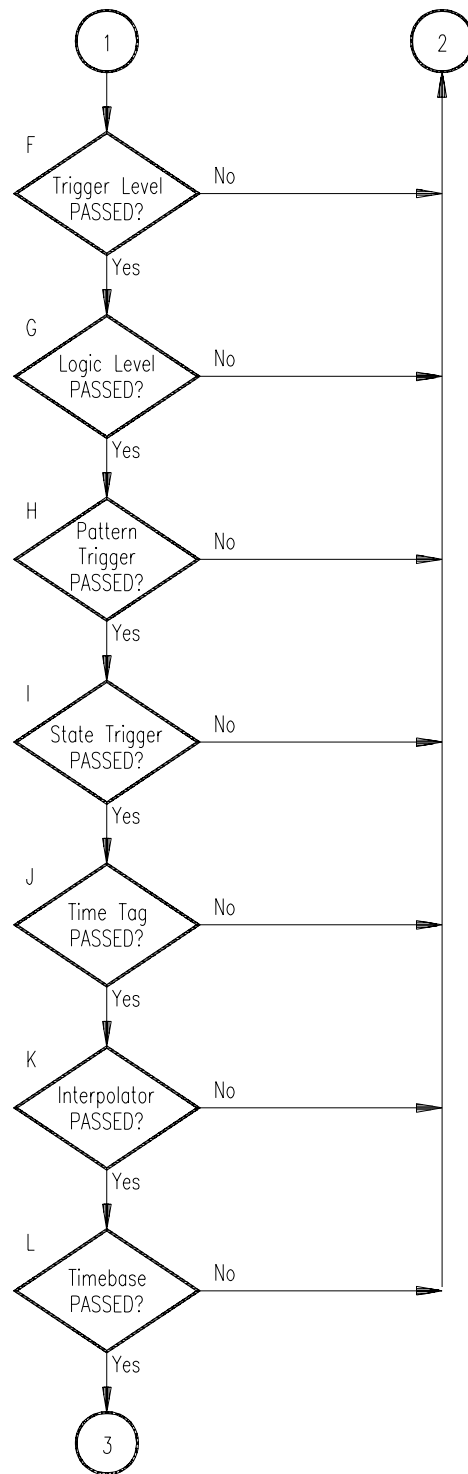 1
2
F
Trigger Level
PASSED?
No
Yes
G
Logic Level
PASSED?
No
Yes
H
Pattern
Trigger
PASSED?
No
Yes
I
State Trigger
PASSED?
No
Yes
J
Time Tag
PASSED?
No
Yes
K
Interpolator
PASSED?
No
Yes
L
Timebase
PASSED?
No
Yes
3